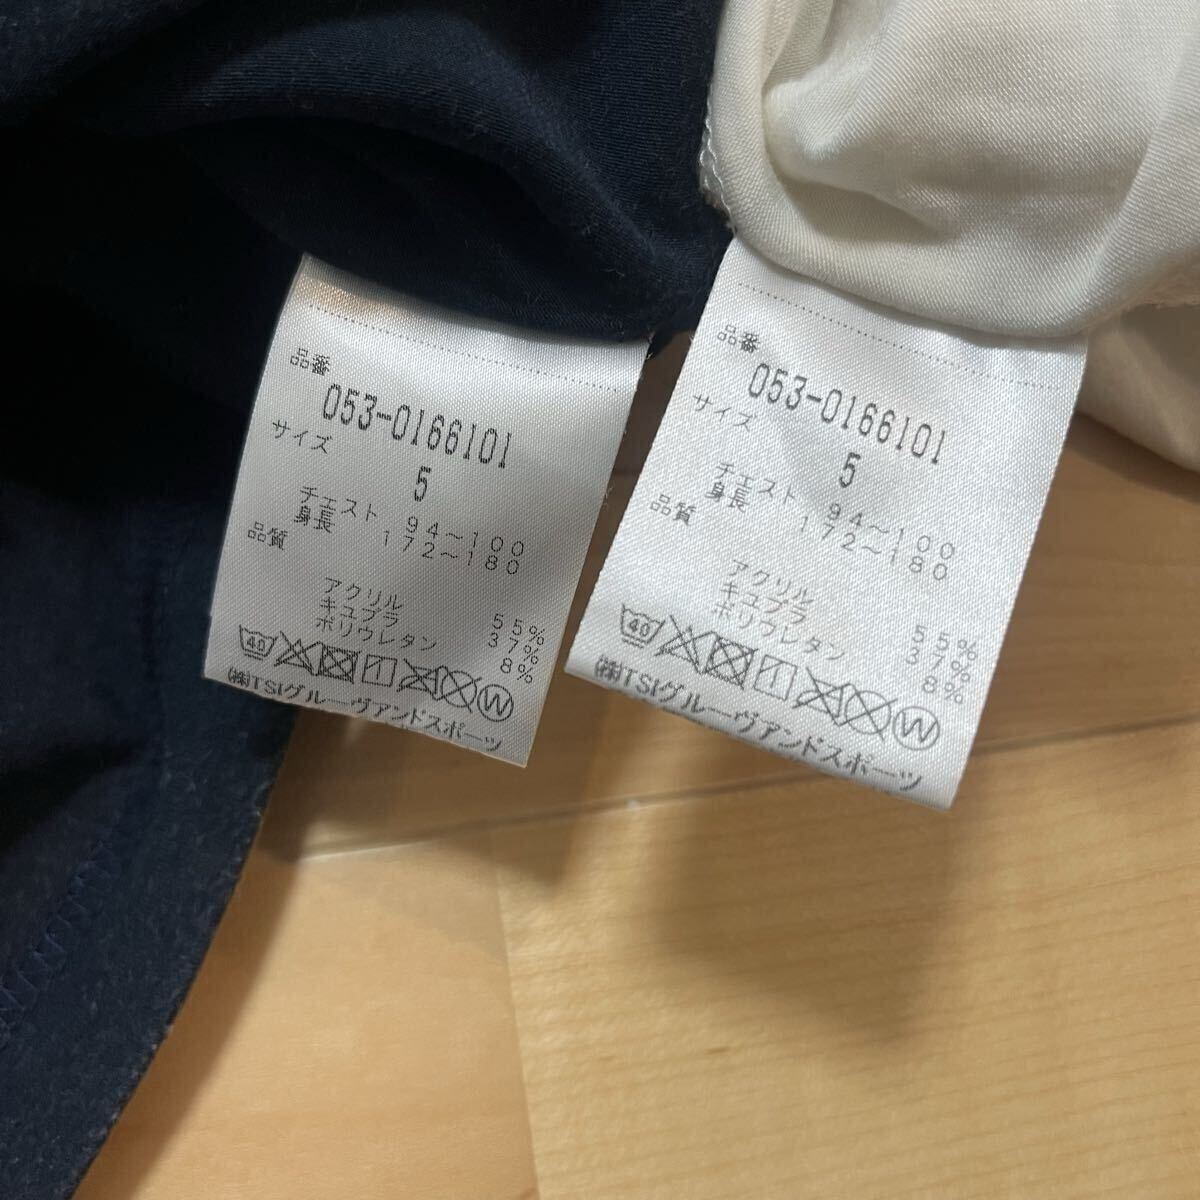 品番
053-0166101
サイズ
5
チェスト 94～100
身長 172～180
品質
アクリル 55%
キュプラ 37%
ポリウレタン 8%
40 W
㈱TSIグルーヴアンドスポーツ
品番
053-0166101
サイズ
5
チェスト 94～100
身長 172～180
品質
アクリル 55%
キュプラ 37%
ポリウレタン 8%
40 W
㈱TSIグルーヴアンドスポーツ